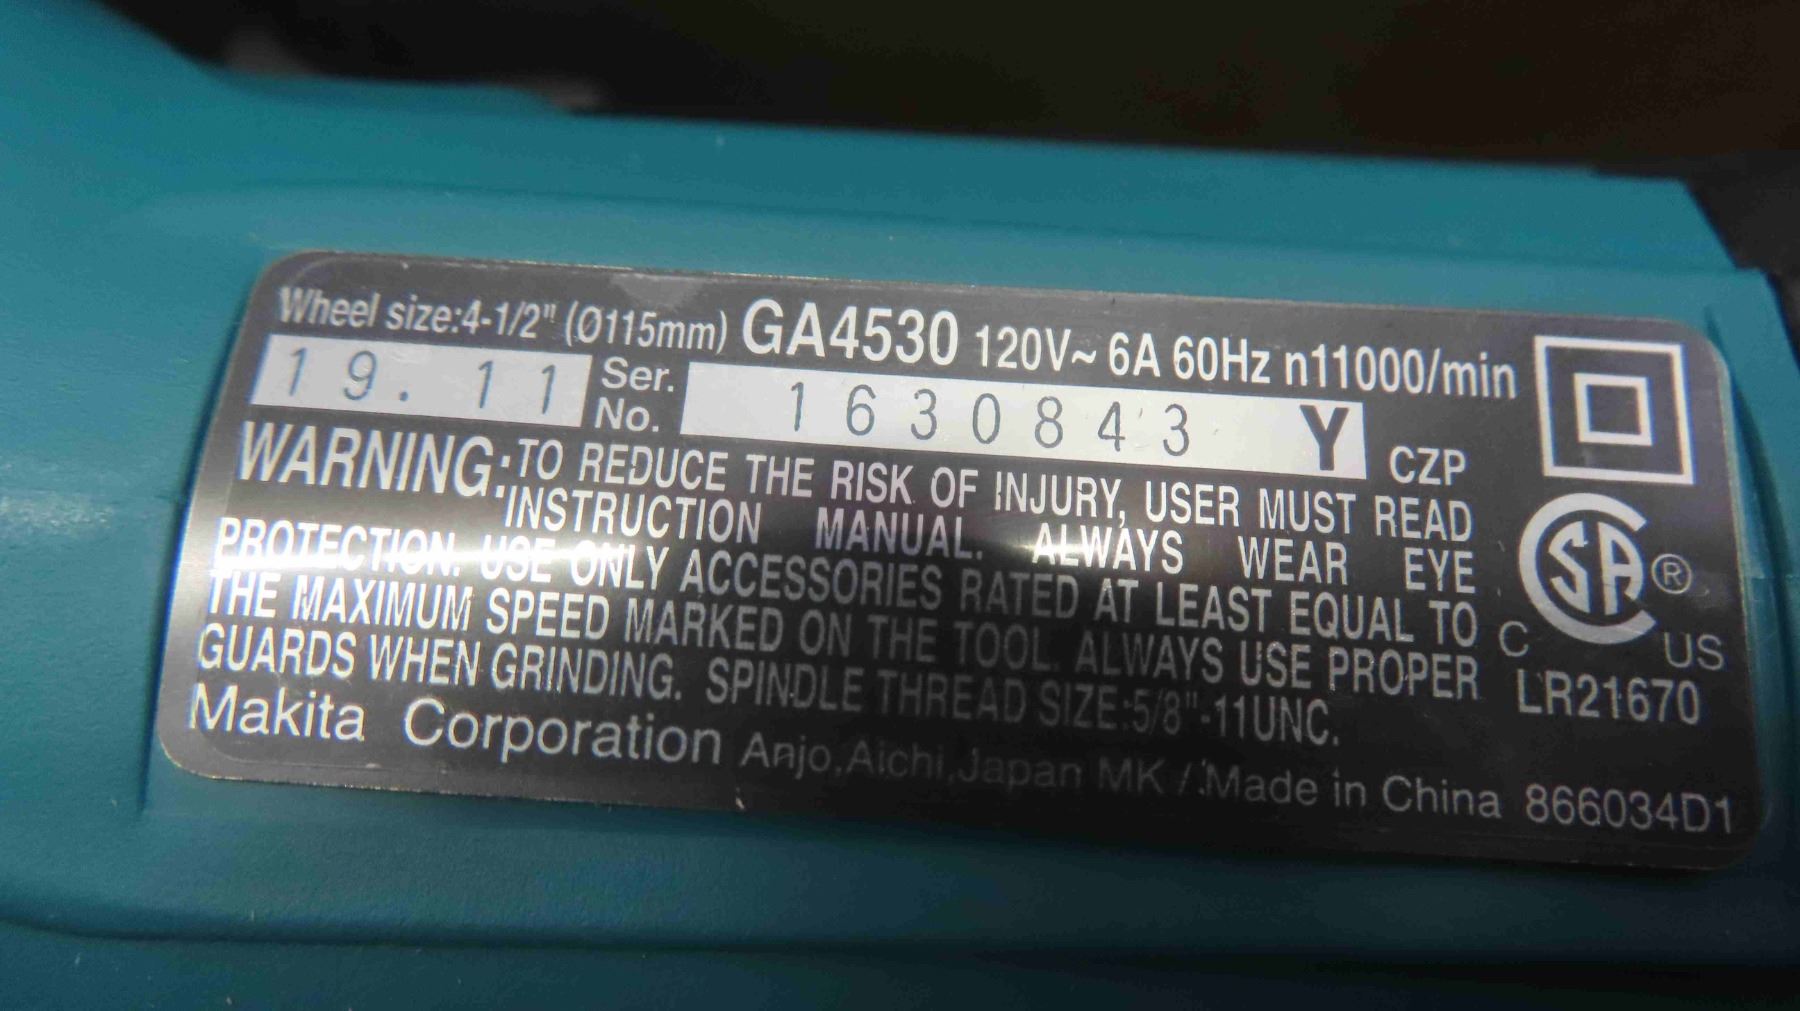 Wheel size:4-1/2" (Ø115mm) GA4530 120V~ 6A 60Hz n11000/min
19. 11 Ser. No. 1630843 Y CZP
WARNING: TO REDUCE THE RISK OF INJURY, USER MUST READ
INSTRUCTION MANUAL. ALWAYS WEAR EYE
PROTECTION. USE ONLY ACCESSORIES RATED AT LEAST EQUAL TO
THE MAXIMUM SPEED MARKED ON THE TOOL. ALWAYS USE PROPER
GUARDS WHEN GRINDING. SPINDLE THREAD SIZE:5/8"-11UNC.
C SA ® US
LR21670
Makita Corporation Anjo,Aichi,Japan MK / Made in China 866034D1